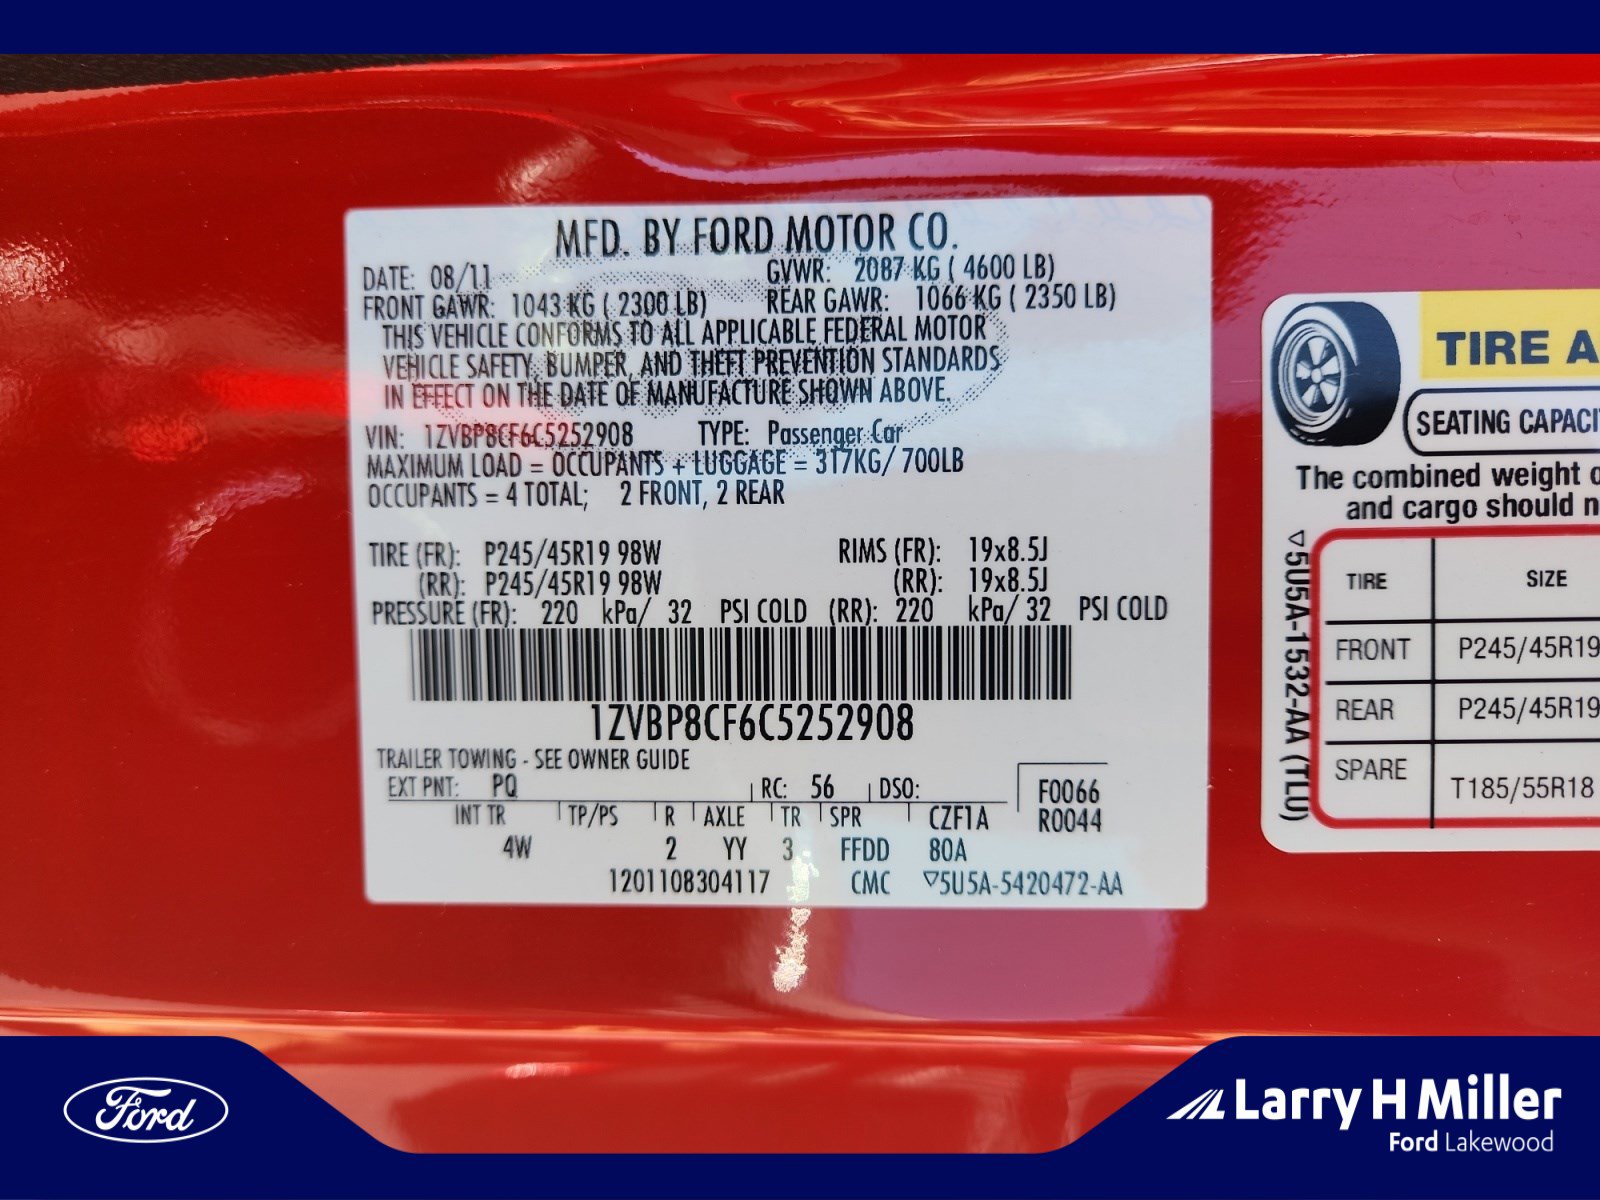 MFD. BY FORD MOTOR CO.
DATE: 08/11 GVWR: 2087 KG ( 4600 LB)
FRONT GAWR: 1043 KG ( 2300 LB) REAR GAWR: 1066 KG ( 2350 LB)
THIS VEHICLE CONFORMS TO ALL APPLICABLE FEDERAL MOTOR
VEHICLE SAFETY, BUMPER, AND THEFT PREVENTION STANDARDS
IN EFFECT ON THE DATE OF MANUFACTURE SHOWN ABOVE.
VIN: 1ZVBP8CF6C5252908 TYPE: Passenger Car
MAXIMUM LOAD = OCCUPANTS + LUGGAGE = 317KG/ 700LB
OCCUPANTS = 4 TOTAL; 2 FRONT, 2 REAR
TIRE (FR): P245/45R19 98W RIMS (FR): 19x8.5J
(RR): P245/45R19 98W (RR): 19x8.5J
PRESSURE (FR): 220 kPa/ 32 PSI COLD (RR): 220 kPa/ 32 PSI COLD
1ZVBP8CF6C5252908
TRAILER TOWING - SEE OWNER GUIDE
EXT PNT: PQ RC: 56 DSO: F0066
INT TR TP/PS R AXLE TR SPR CZF1A R0044
4W 2 YY 3 FFDD 80A
1201108304117 CMC ▽5U5A-5420472-AA
TIRE A
SEATING CAPACI
The combined weight o
and cargo should n
▽5U5A-1532-AA (TLU)
TIRE SIZE
FRONT P245/45R19
REAR P245/45R19
SPARE T185/55R18
Ford
Larry H Miller
Ford Lakewood